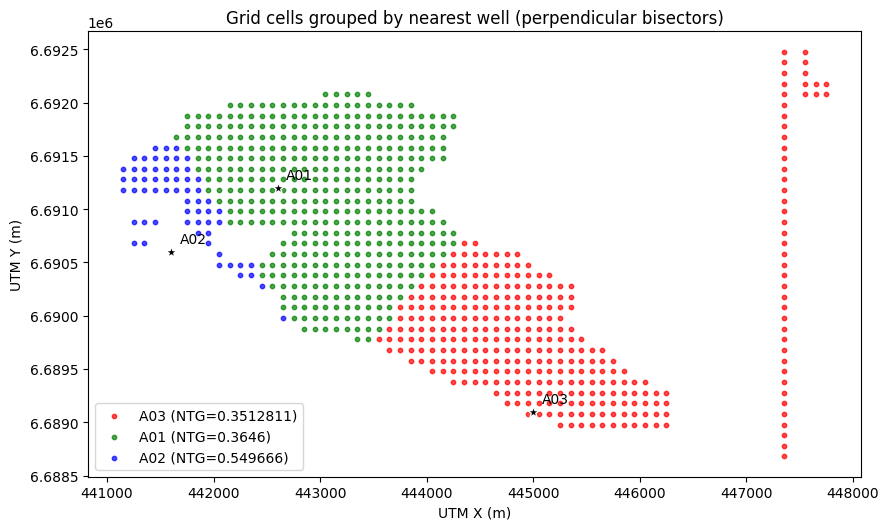 Grid cells grouped by nearest well (perpendicular bisectors)
1e6
6.6925
6.6920
6.6915
6.6910
6.6905
6.6900
6.6895
6.6890
6.6885
UTM Y (m)
A01
A02
A03
A03 (NTG=0.3512811)
A01 (NTG=0.3646)
A02 (NTG=0.549666)
441000 442000 443000 444000 445000 446000 447000 448000
UTM X (m)